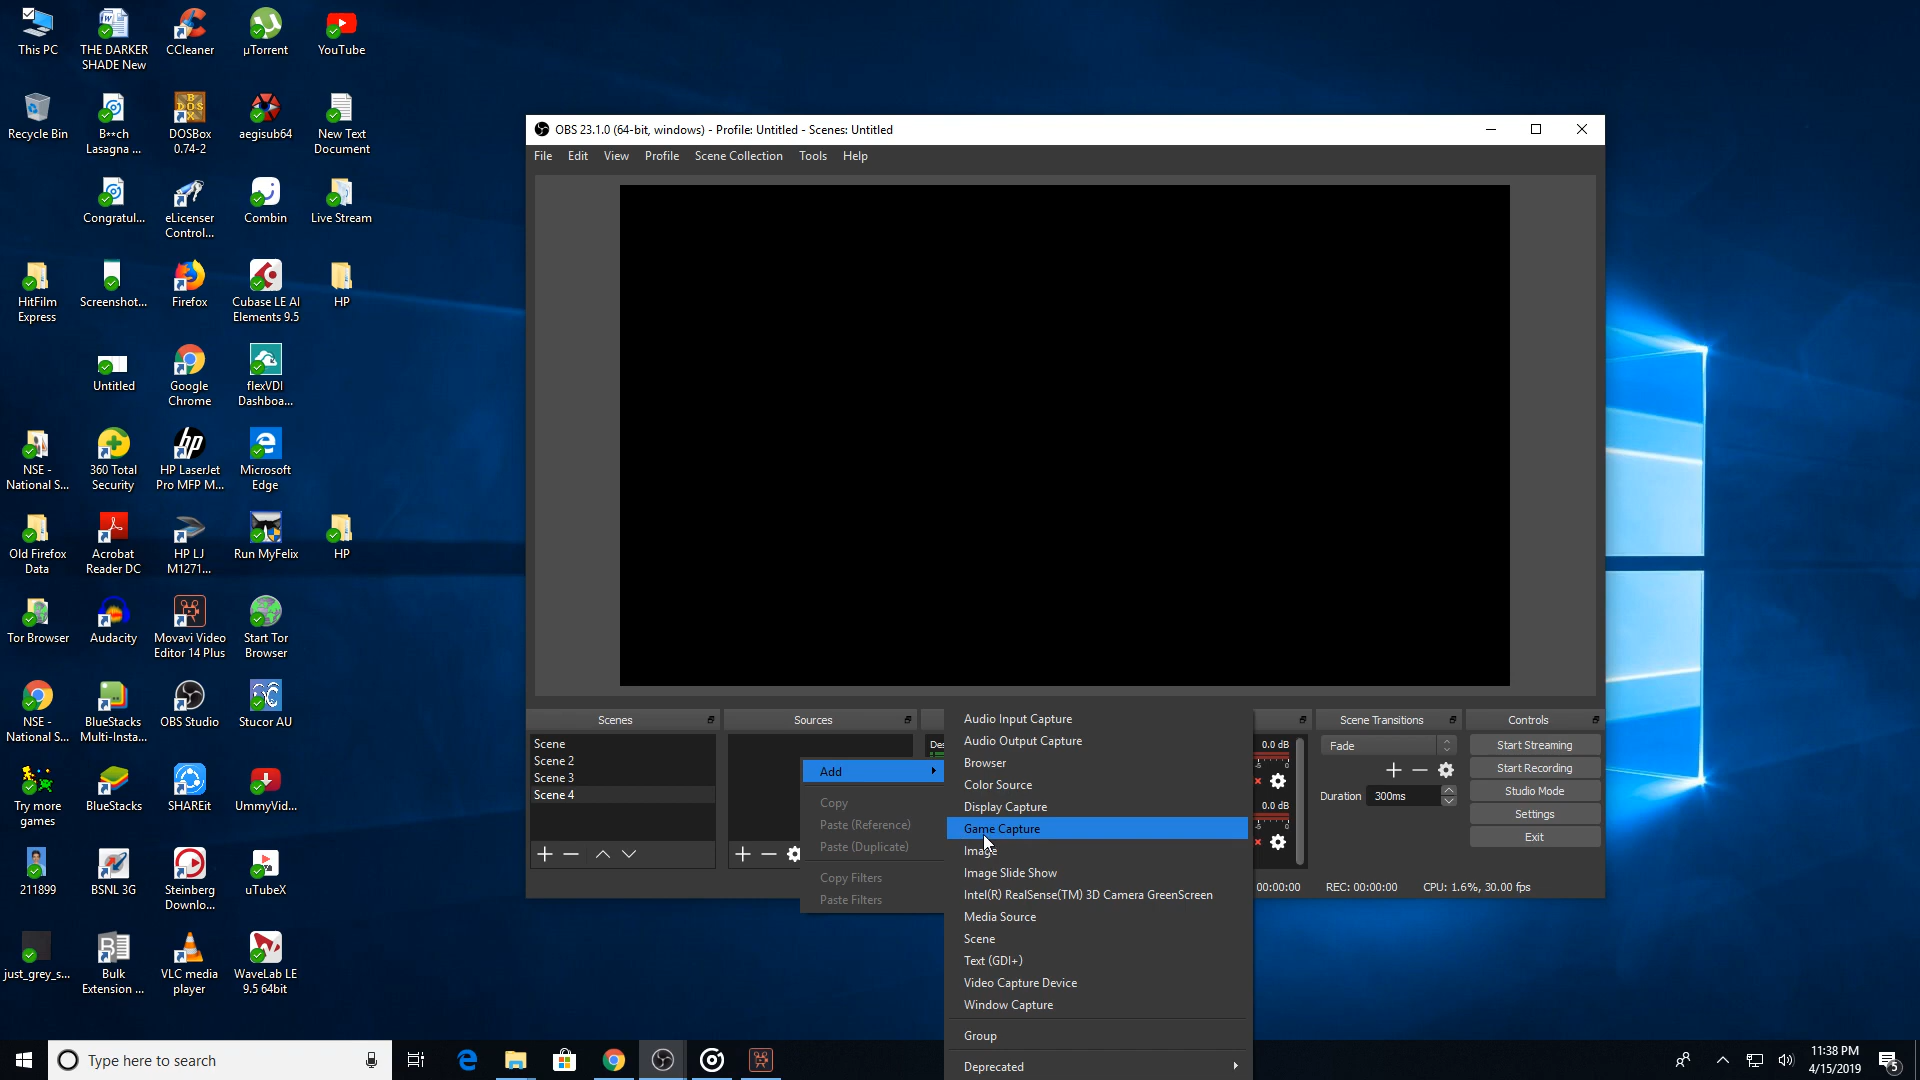 This PC
THE DARKER
SHADE New
CCleaner
µTorrent
YouTube
Recycle Bin
B**ch
Lasagna ...
DOSBox
0.74-2
aegisub64
New Text
Document
Congratul...
eLicenser
Control...
Combin
Live Stream
HitFilm
Express
Screenshot...
Firefox
Cubase LE AI
Elements 9.5
HP
Untitled
Google
Chrome
flexVDI
Dashboa...
NSE -
National S...
360 Total
Security
HP LaserJet
Pro MFP M...
Microsoft
Edge
Old Firefox
Data
Acrobat
Reader DC
HP LJ
M1271...
Run MyFelix
HP
Tor Browser
Audacity
Movavi Video
Editor 14 Plus
Start Tor
Browser
NSE -
National S...
BlueStacks
Multi-Insta...
OBS Studio
Stucor AU
Try more
games
BlueStacks
SHAREit
UmmyVid...
211899
BSNL 3G
Steinberg
Downlo...
uTubeX
just_grey_s...
Bulk
Extension ...
VLC media
player
WaveLab LE
9.5 64bit
OBS 23.1.0 (64-bit, windows) - Profile: Untitled - Scenes: Untitled
File Edit View Profile Scene Collection Tools Help
Scenes
Scene
Scene 2
Scene 3
Scene 4
Sources
Des
Add
Copy
Paste (Reference)
Paste (Duplicate)
Copy Filters
Paste Filters
Audio Input Capture
Audio Output Capture
Browser
Color Source
Display Capture
Game Capture
Image
Image Slide Show
Intel(R) RealSense(TM) 3D Camera GreenScreen
Media Source
Scene
Text (GDI+)
Video Capture Device
Window Capture
Group
Deprecated
0.0 dB
-5 0
0.0 dB
-5 0
Scene Transitions
Fade
Duration 300ms
Controls
Start Streaming
Start Recording
Studio Mode
Settings
Exit
00:00:00 REC: 00:00:00 CPU: 1.6%, 30.00 fps
Type here to search
11:38 PM
4/15/2019
5